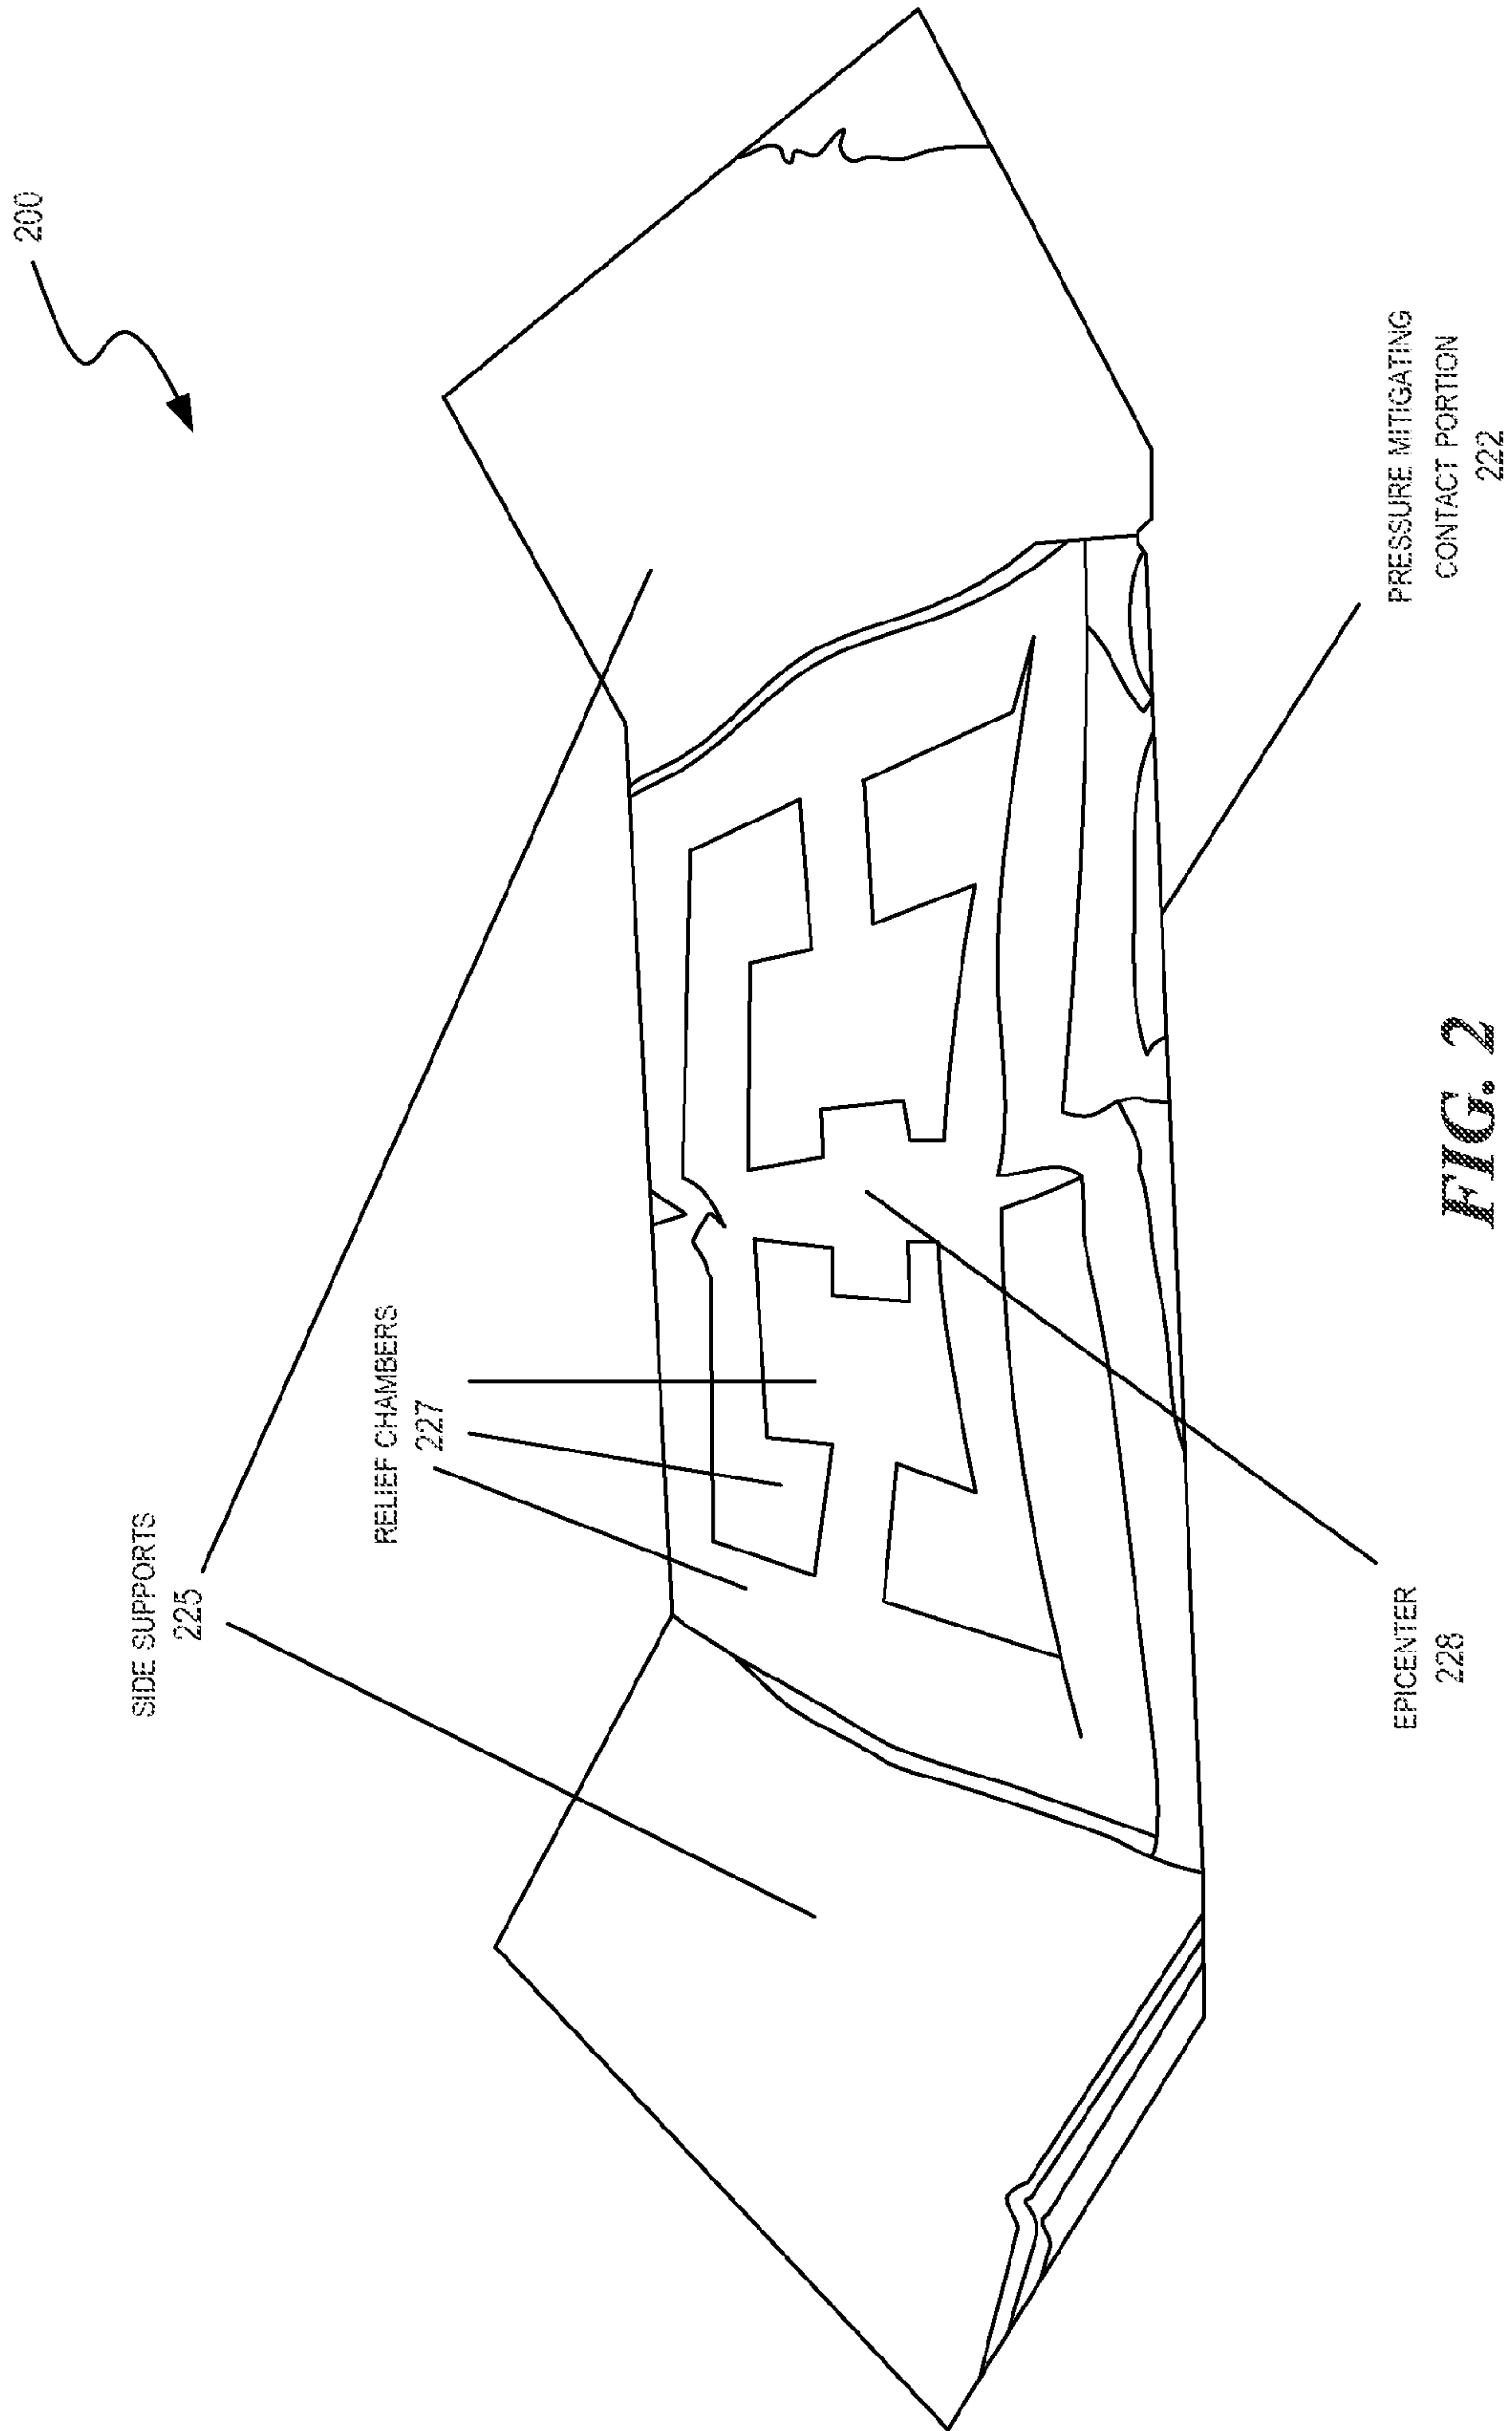 200
SIDE SUPPORTS
225
RELIEF CHAMBERS
227
EPICENTER
228
PRESSURE MITIGATING
CONTACT PORTION
222
FIG. 2